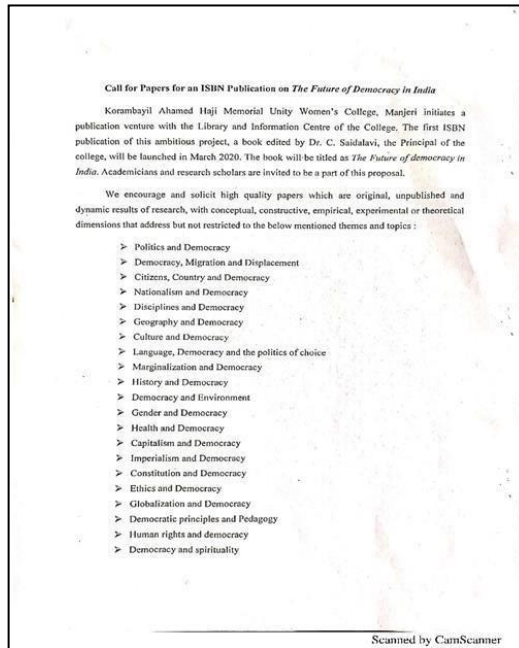 Call for Papers for an ISBN Publication on The Future of Democracy in India
Korambayil Ahamed Haji Memorial Unity Women's College, Manjeri initiates a
publication venture with the Library and Information Centre of the College. The first ISBN
publication of this ambitious project, a book edited by Dr. C. Saidalavi, the Principal of the
college, will be launched in March 2020. The book will be titled as The Future of democracy in
India. Academicians and research scholars are invited to be a part of this proposal.
We encourage and solicit high quality papers which are original, unpublished and
dynamic results of research, with conceptual, constructive, empirical, experimental or theoretical
dimensions that address but not restricted to the below mentioned themes and topics :
➢ Politics and Democracy
➢ Democracy, Migration and Displacement
➢ Citizens, Country and Democracy
➢ Nationalism and Democracy
➢ Disciplines and Democracy
➢ Geography and Democracy
➢ Culture and Democracy
➢ Language, Democracy and the politics of choice
➢ Marginalization and Democracy
➢ History and Democracy
➢ Democracy and Environment
➢ Gender and Democracy
➢ Health and Democracy
➢ Capitalism and Democracy
➢ Imperialism and Democracy
➢ Constitution and Democracy
➢ Ethics and Democracy
➢ Globalization and Democracy
➢ Democratic principles and Pedagogy
➢ Human rights and democracy
➢ Democracy and spirituality
Scanned by CamScanner